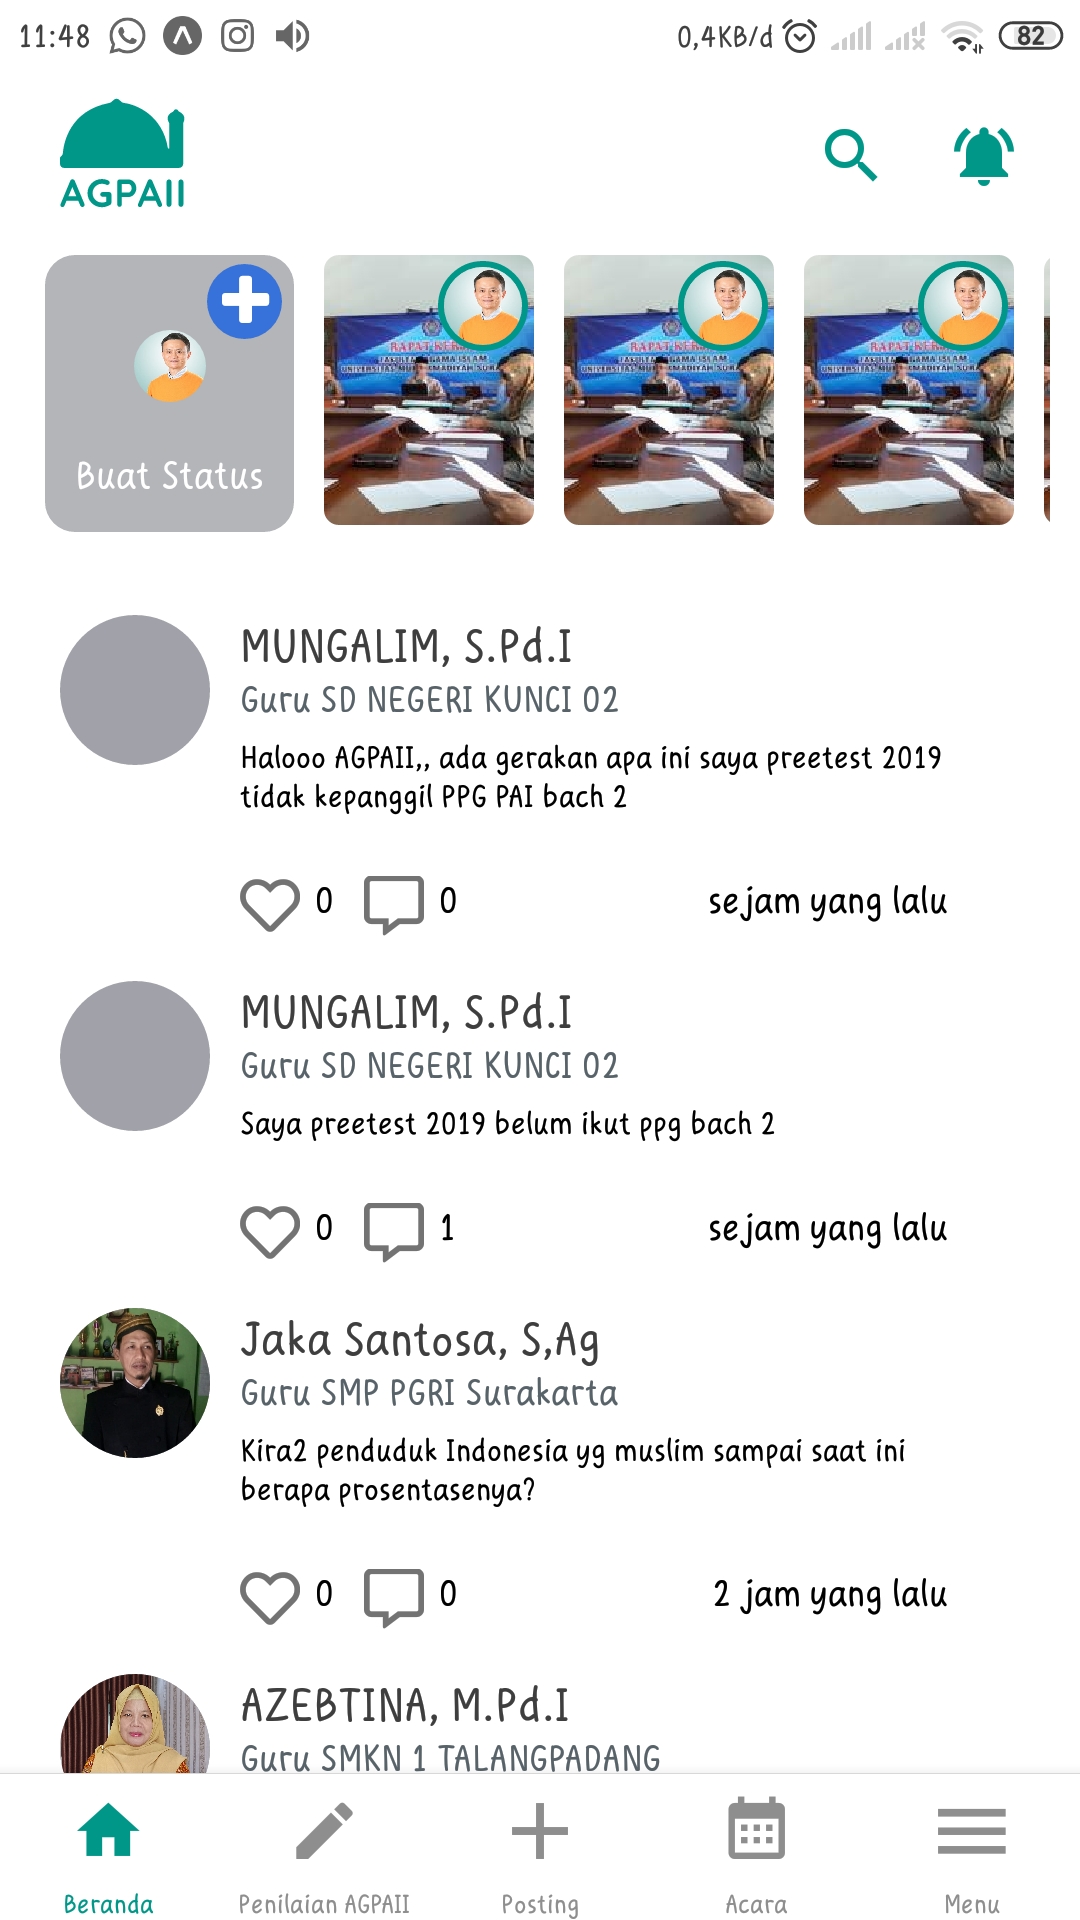 11:48
0,4KB/d
82
AGPAII
Buat Status
RAPAT KERJA
FAKULTAS AGAMA ISLAM
UNIVERSITAS MUHAMMADIYAH SURA
MUNGALIM, S.Pd.I
Guru SD NEGERI KUNCI 02
Halooo AGPAII,, ada gerakan apa ini saya preetest 2019
tidak kepanggil PPG PAI bach 2
0 0 sejam yang lalu
MUNGALIM, S.Pd.I
Guru SD NEGERI KUNCI 02
Saya preetest 2019 belum ikut ppg bach 2
0 1 sejam yang lalu
Jaka Santosa, S,Ag
Guru SMP PGRI Surakarta
Kira2 penduduk Indonesia yg muslim sampai saat ini
berapa prosentasenya?
0 0 2 jam yang lalu
AZEBTINA, M.Pd.I
Guru SMKN 1 TALANGPADANG
Beranda Penilaian AGPAII Posting Acara Menu